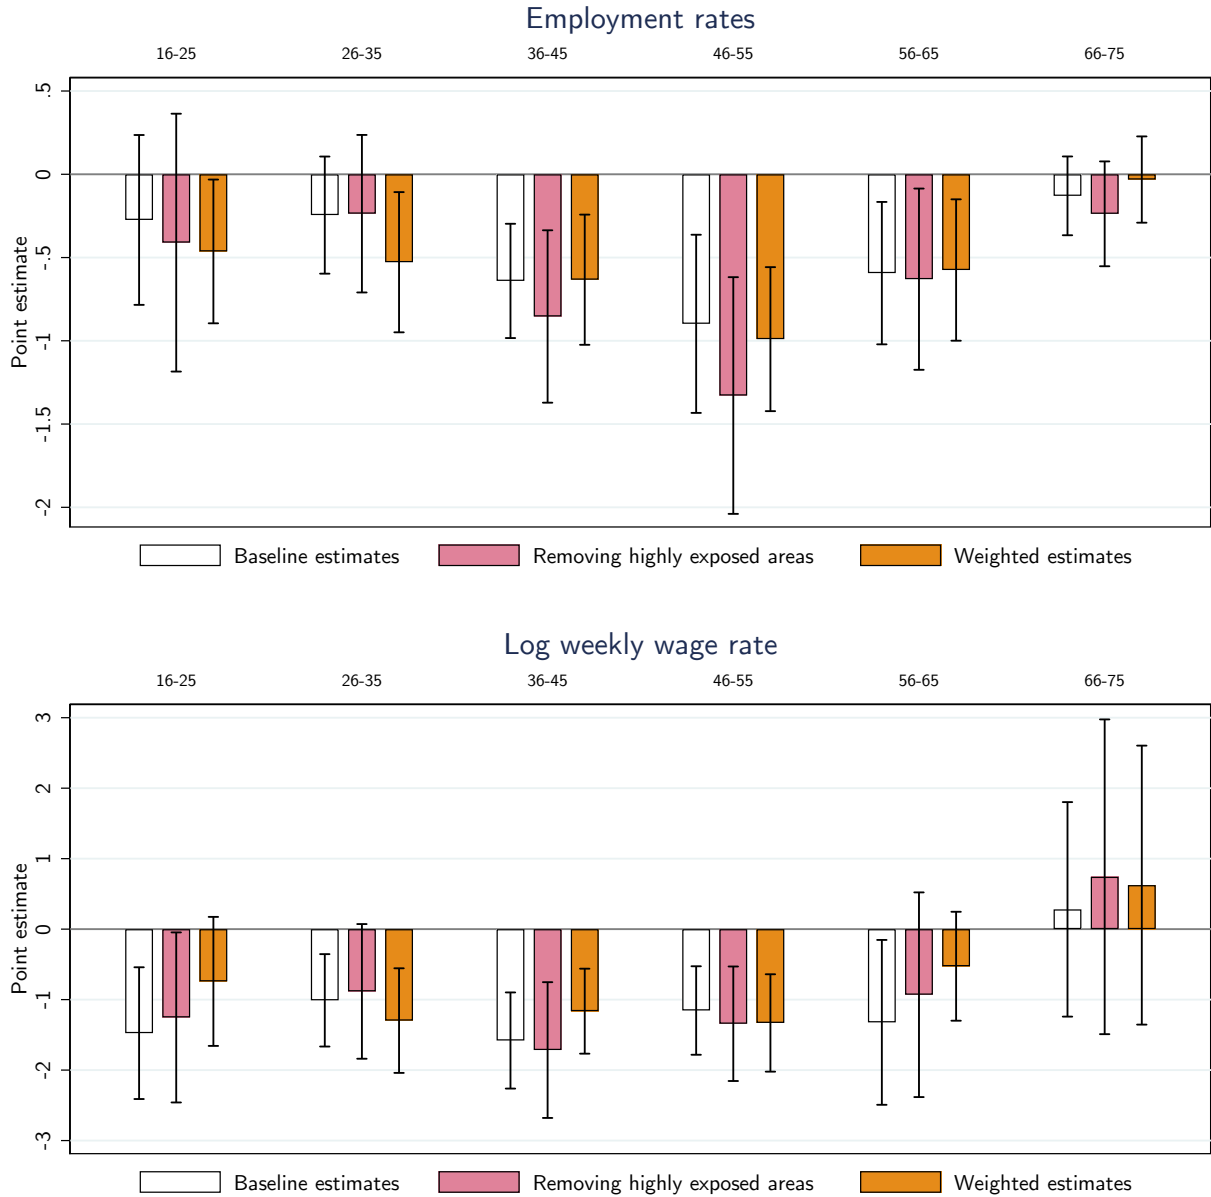 Employment rates
16-25 26-35 36-45 46-55 56-65 66-75
Point estimate
.5
0
-.5
-1
-1.5
-2
Baseline estimates Removing highly exposed areas Weighted estimates
Log weekly wage rate
16-25 26-35 36-45 46-55 56-65 66-75
Point estimate
3
2
1
0
-1
-2
-3
Baseline estimates Removing highly exposed areas Weighted estimates